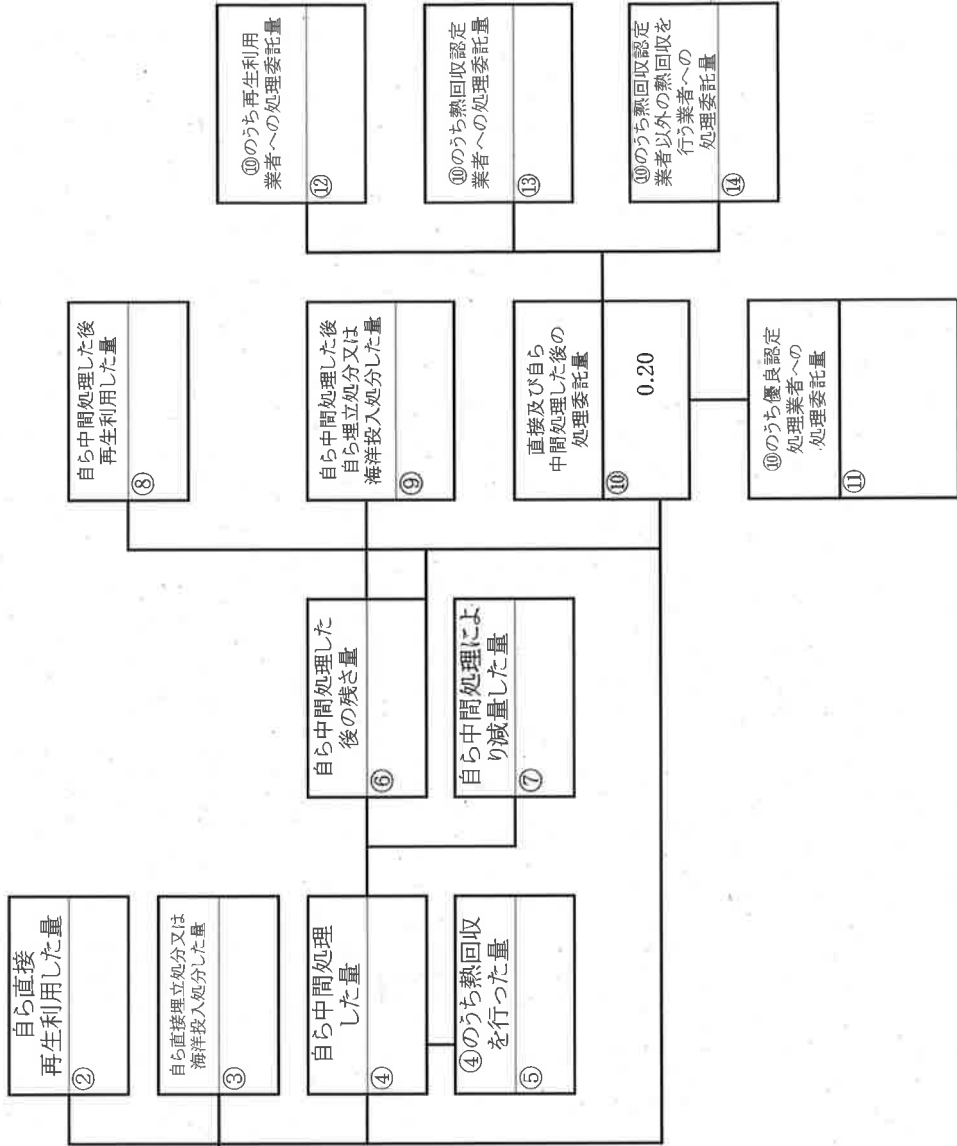 自ら直接
再生利用した量
②
自ら直接埋立処分又は
海洋投入処分した量
③
自ら中間処理
した量
④
④のうち熱回収
を行った量
⑤
自ら中間処理した
後の残さ量
⑥
自ら中間処理によ
り減量した量
⑦
自ら中間処理した後
再生利用した量
⑧
自ら中間処理した後
自ら埋立処分又は
海洋投入処分した量
⑨
直接及び自ら
中間処理した後の
処理委託量
⑩
0.20
⑩のうち優良認定
処理業者への
処理委託量
⑪
⑩のうち再生利用
業者への処理委託量
⑫
⑩のうち熱回収認定
業者への処理委託量
⑬
⑩のうち熱回収認定
業者以外の熱回収を
行う業者への
処理委託量
⑭